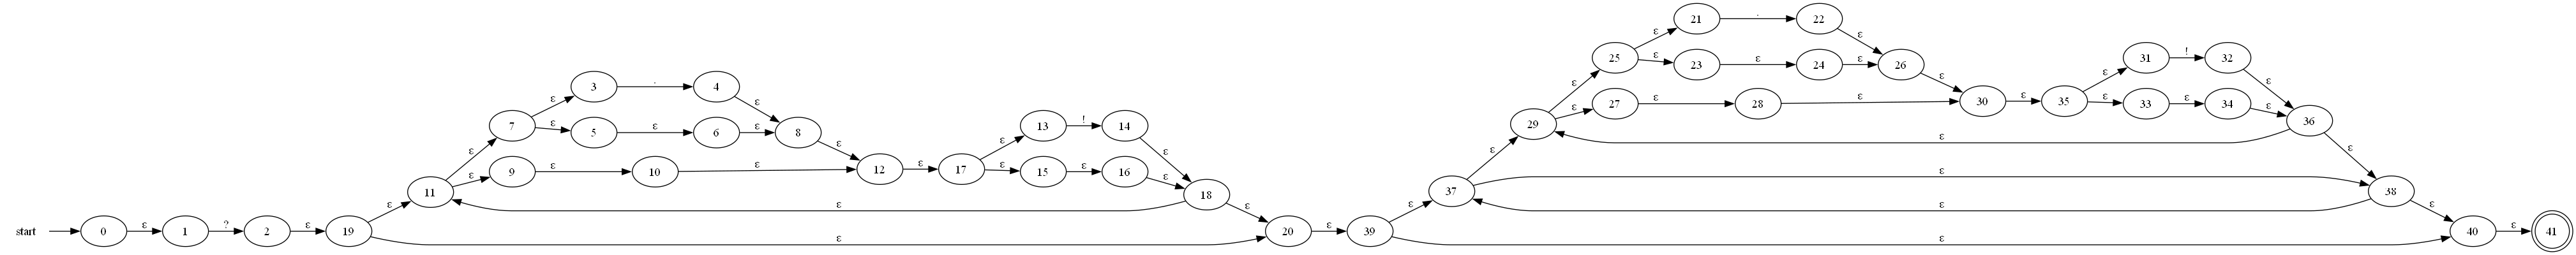 start 0 ε 1 ? 2 ε 19 ε ε
11 ε ε 7 ε ε 3 . 4 ε
5 ε 6 ε 8 ε
9 ε 10 ε 12 ε 17 ε ε
13 ! 14 ε
15 ε 16 ε 18 ε ε
20 ε 39 ε ε
37 ε ε 29 ε ε 25 ε ε
21 . 22 ε
23 ε 24 ε 26 ε
27 ε 28 ε 30 ε 35 ε ε
31 ! 32 ε
33 ε 34 ε 36 ε ε
38 ε ε 40 ε 41